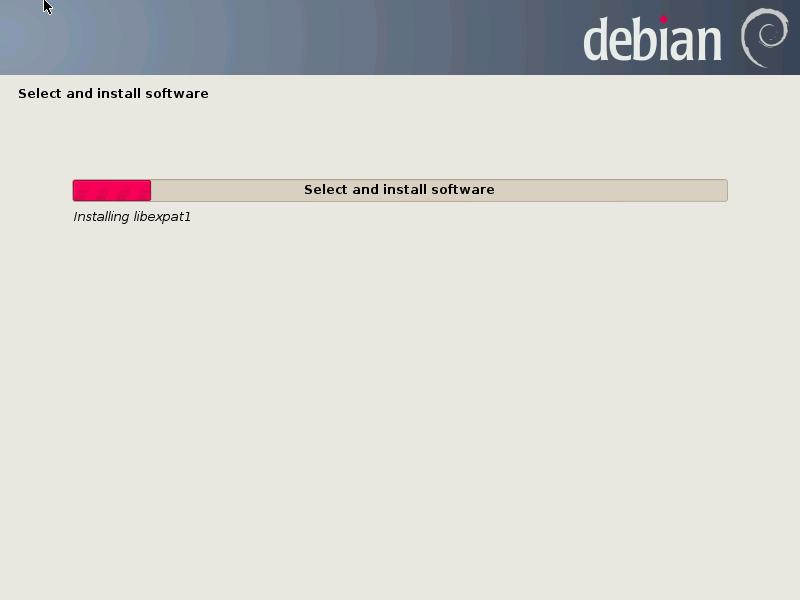 debian
Select and install software
Select and install software
Installing libexpat1